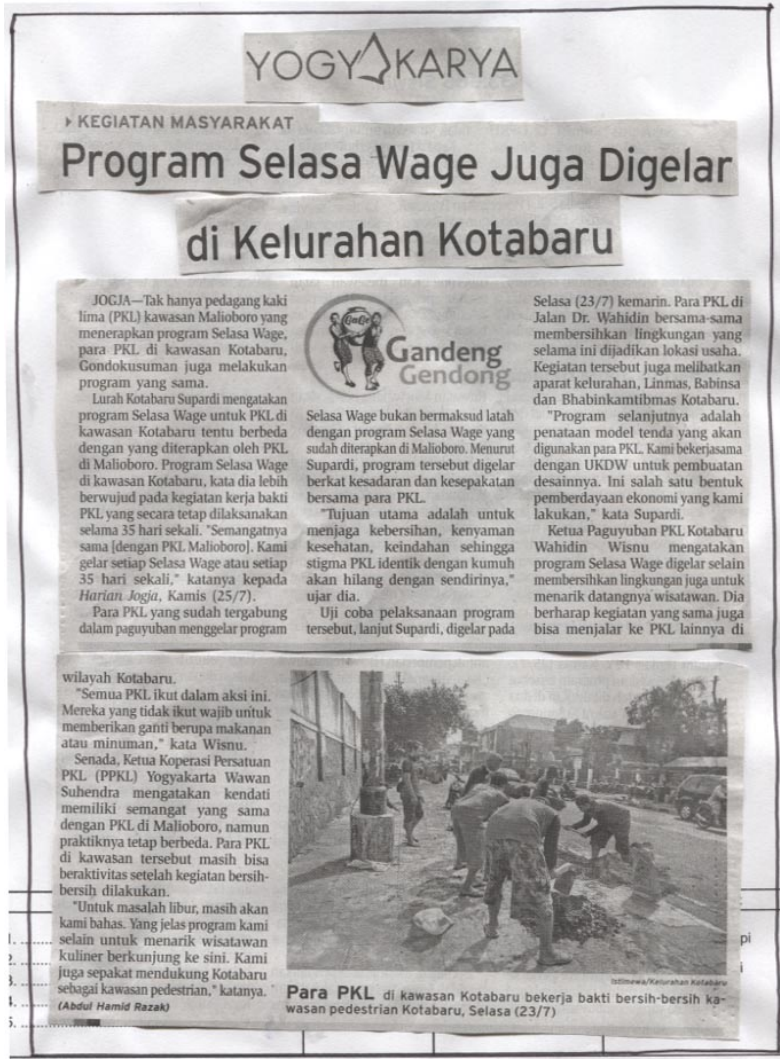 YOGYAKARYA
KEGIATAN MASYARAKAT
Program Selasa Wage Juga Digelar
di Kelurahan Kotabaru
JOGJA—Tak hanya pedagang kaki
lima (PKL) kawasan Malioboro yang
menerapkan program Selasa Wage,
para PKL di kawasan Kotabaru,
Gondokusuman juga melakukan
program yang sama.
Lurah Kotabaru Supardi mengatakan
program Selasa Wage untuk PKL di
kawasan Kotabaru tentu berbeda
dengan yang diterapkan oleh PKL
di Malioboro. Program Selasa Wage
di kawasan Kotabaru, kata dia lebih
berwujud pada kegiatan kerja bakti
PKL yang secara tetap dilaksanakan
selama 35 hari sekali. "Semangatnya
sama [dengan PKL Malioboro]. Kami
gelar setiap Selasa Wage atau setiap
35 hari sekali," katanya kepada
Harian Jogja, Kamis (25/7).
Para PKL yang sudah tergabung
dalam paguyuban menggelar program
GaGe
Gandeng
Gendong
Selasa Wage bukan bermaksud latah
dengan program Selasa Wage yang
sudah diterapkan di Malioboro. Menurut
Supardi, program tersebut digelar
berkat kesadaran dan kesepakatan
bersama para PKL.
"Tujuan utama adalah untuk
menjaga kebersihan, kenyaman
kesehatan, keindahan sehingga
stigma PKL identik dengan kumuh
akan hilang dengan sendirinya,"
ujar dia.
Uji coba pelaksanaan program
tersebut, lanjut Supardi, digelar pada
Selasa (23/7) kemarin. Para PKL di
Jalan Dr. Wahidin bersama-sama
membersihkan lingkungan yang
selama ini dijadikan lokasi usaha.
Kegiatan tersebut juga melibatkan
aparat kelurahan, Linmas, Babinsa
dan Bhabinkamtibmas Kotabaru.
"Program selanjutnya adalah
penataan model tenda yang akan
digunakan para PKL. Kami bekerjasama
dengan UKDW untuk pembuatan
desainnya. Ini salah satu bentuk
pemberdayaan ekonomi yang kami
lakukan," kata Supardi.
Ketua Paguyuban PKL Kotabaru
Wahidin Wisnu mengatakan
program Selasa Wage digelar selain
membersihkan lingkungan juga untuk
menarik datangnya wisatawan. Dia
berharap kegiatan yang sama juga
bisa menjalar ke PKL lainnya di
wilayah Kotabaru.
"Semua PKL ikut dalam aksi ini.
Mereka yang tidak ikut wajib untuk
memberikan ganti berupa makanan
atau minuman," kata Wisnu.
Senada, Ketua Koperasi Persatuan
PKL (PPKL) Yogyakarta Wawan
Suhendra mengatakan kendati
memiliki semangat yang sama
dengan PKL di Malioboro, namun
praktiknya tetap berbeda. Para PKL
di kawasan tersebut masih bisa
beraktivitas setelah kegiatan bersih-
bersih dilakukan.
"Untuk masalah libur, masih akan
kami bahas. Yang jelas program kami
selain untuk menarik wisatawan
kuliner berkunjung ke sini. Kami
juga sepakat mendukung Kotabaru
sebagai kawasan pedestrian," katanya.
(Abdul Hamid Razak)
Istimewa/Kelurahan Kotabaru
Para PKL di kawasan Kotabaru bekerja bakti bersih-bersih ka-
wasan pedestrian Kotabaru, Selasa (23/7)